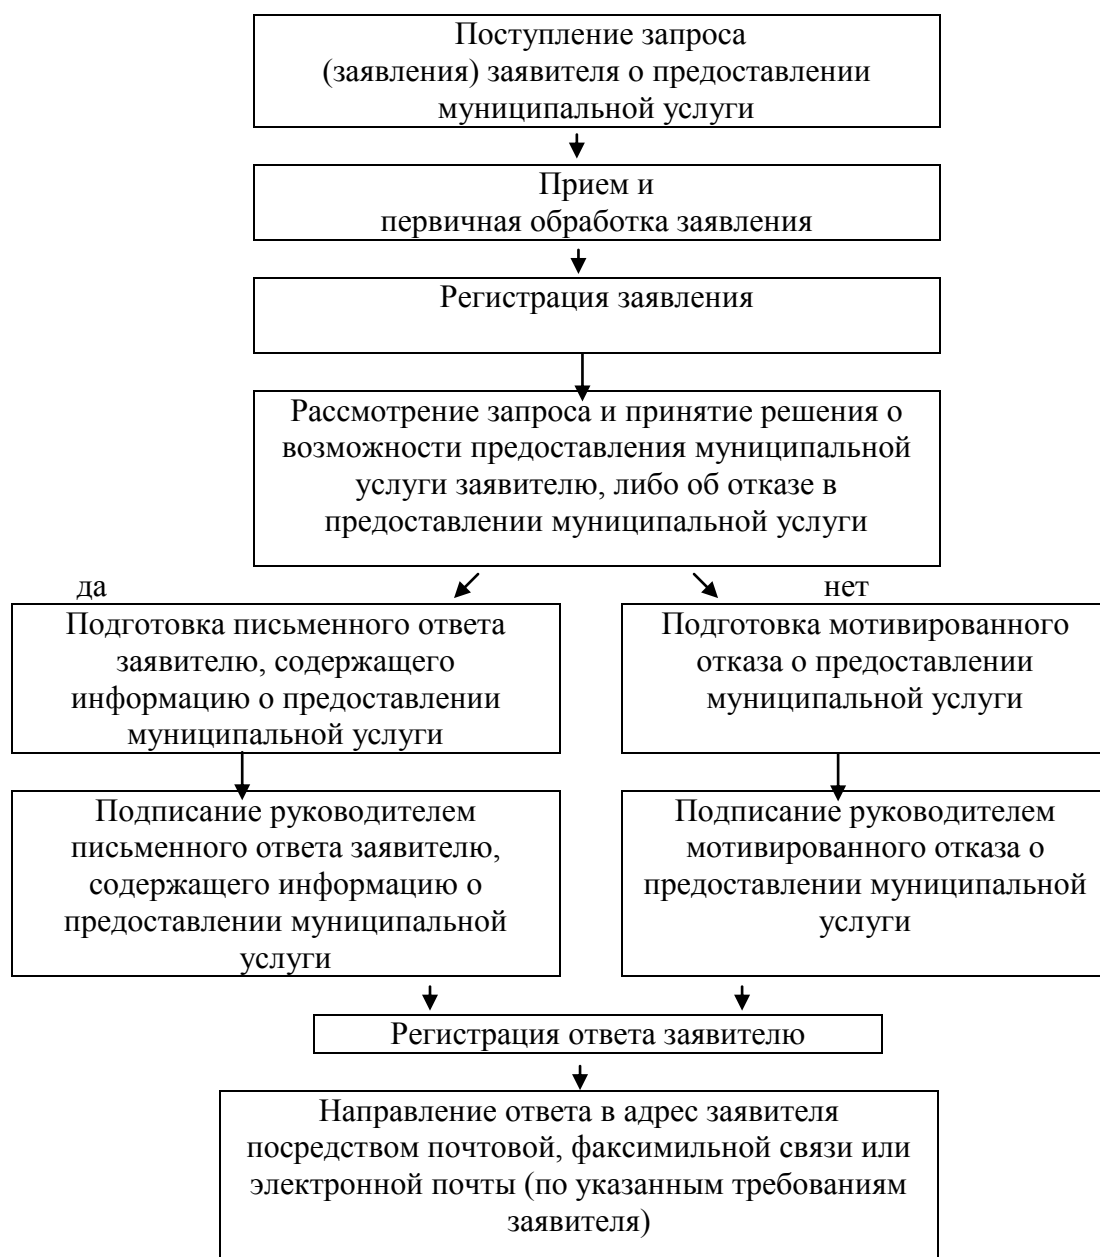 Поступление запроса
(заявления) заявителя о предоставлении
муниципальной услуги
Прием и
первичная обработка заявления
Регистрация заявления
Рассмотрение запроса и принятие решения о
возможности предоставления муниципальной
услуги заявителю, либо об отказе в
предоставлении муниципальной услуги
да
нет
Подготовка письменного ответа
заявителю, содержащего
информацию о предоставлении
муниципальной услуги
Подготовка мотивированного
отказа о предоставлении
муниципальной услуги
Подписание руководителем
письменного ответа заявителю,
содержащего информацию о
предоставлении муниципальной
услуги
Подписание руководителем
мотивированного отказа о
предоставлении муниципальной
услуги
Регистрация ответа заявителю
Направление ответа в адрес заявителя
посредством почтовой, факсимильной связи или
электронной почты (по указанным требованиям
заявителя)